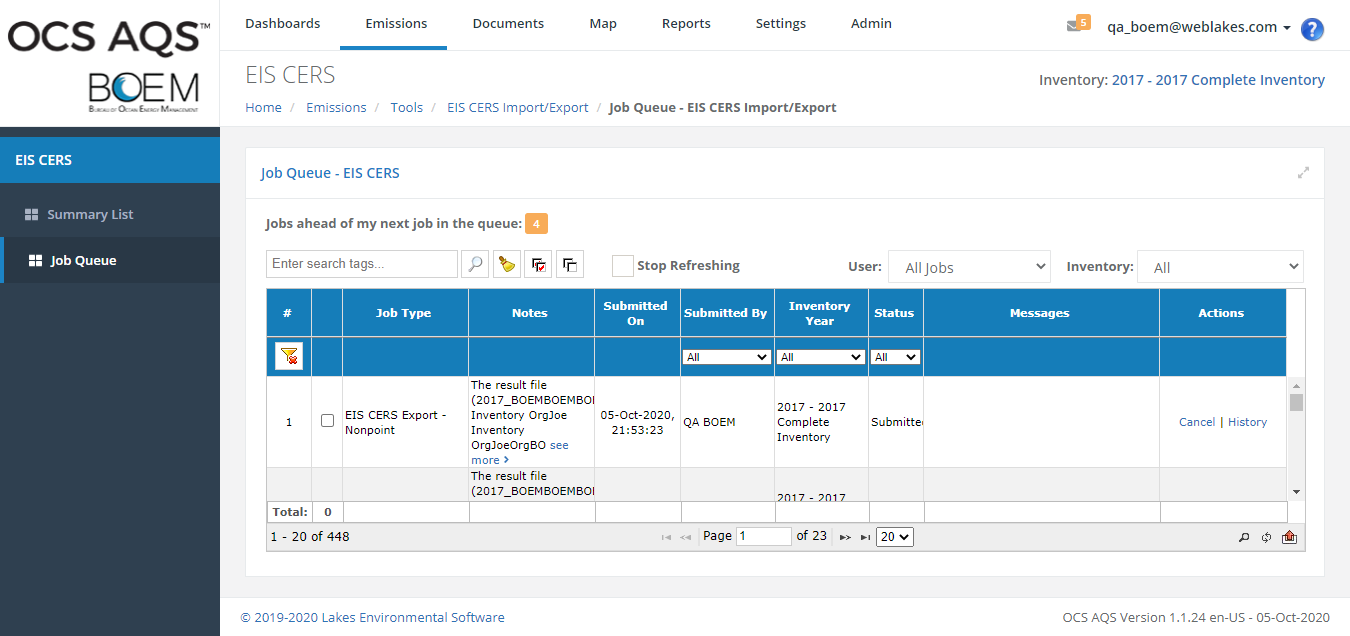 OCS AQS™
BOEM
BUREAU OF OCEAN ENERGY MANAGEMENT
Dashboards Emissions Documents Map Reports Settings Admin
5
qa_boem@weblakes.com
?
EIS CERS
Inventory: 2017 - 2017 Complete Inventory
Home / Emissions / Tools / EIS CERS Import/Export / Job Queue - EIS CERS Import/Export
EIS CERS
Summary List
Job Queue
Job Queue - EIS CERS
Jobs ahead of my next job in the queue: 4
Enter search tags...
Stop Refreshing
User: All Jobs
Inventory: All
# Job Type Notes Submitted On Submitted By Inventory Year Status Messages Actions
All All All
1
EIS CERS Export -
Nonpoint
The result file
(2017_BOEMBOEMBOI
Inventory OrgJoe
Inventory
OrgJoeOrgBO see
more >
05-Oct-2020,
21:53:23
QA BOEM
2017 - 2017
Complete
Inventory
Submitte
Cancel | History
The result file
(2017_BOEMBOEMBOI
2017 - 2017
Total: 0
1 - 20 of 448
Page 1 of 23
20
© 2019-2020 Lakes Environmental Software
OCS AQS Version 1.1.24 en-US - 05-Oct-2020